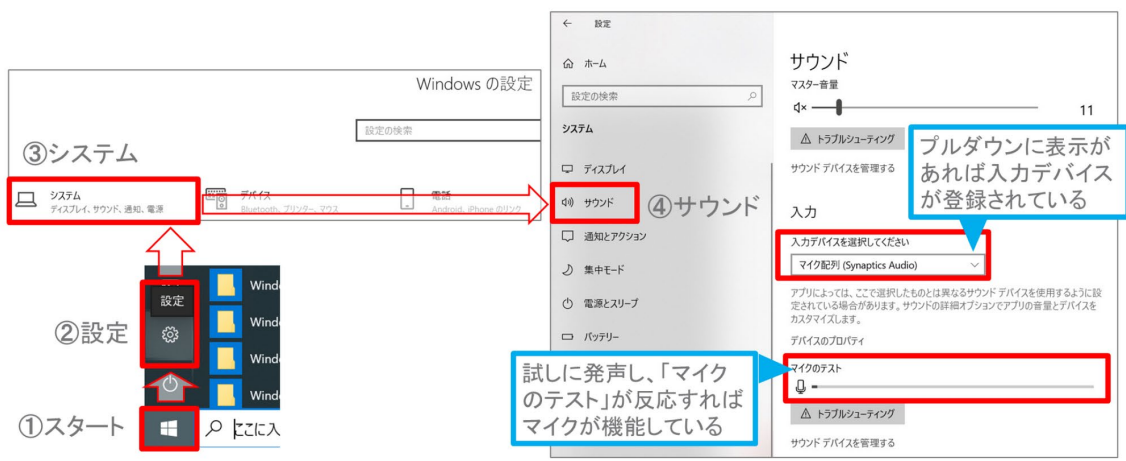 Windows の設定
設定の検索
③システム
システム
ディスプレイ、サウンド、通知、電源
デバイス
Bluetooth、プリンター、マウス
電話
Android、iPhone のリンク
設定
②設定
Wind
Wind
Wind
Wind
①スタート
ここに入
← 設定
ホーム
設定の検索
システム
ディスプレイ
サウンド
④サウンド
通知とアクション
集中モード
電源とスリープ
バッテリー
試しに発声し、「マイク
のテスト」が反応すれば
マイクが機能している
サウンド
マスター音量
11
トラブルシューティング
サウンド デバイスを管理する
プルダウンに表示が
あれば入力デバイス
が登録されている
入力
入力デバイスを選択してください
マイク配列 (Synaptics Audio)
アプリによっては、ここで選択したものとは異なるサウンド デバイスを使用するように設
定されている場合があります。サウンドの詳細オプションでアプリの音量とデバイスを
カスタマイズします。
デバイスのプロパティ
マイクのテスト
トラブルシューティング
サウンド デバイスを管理する